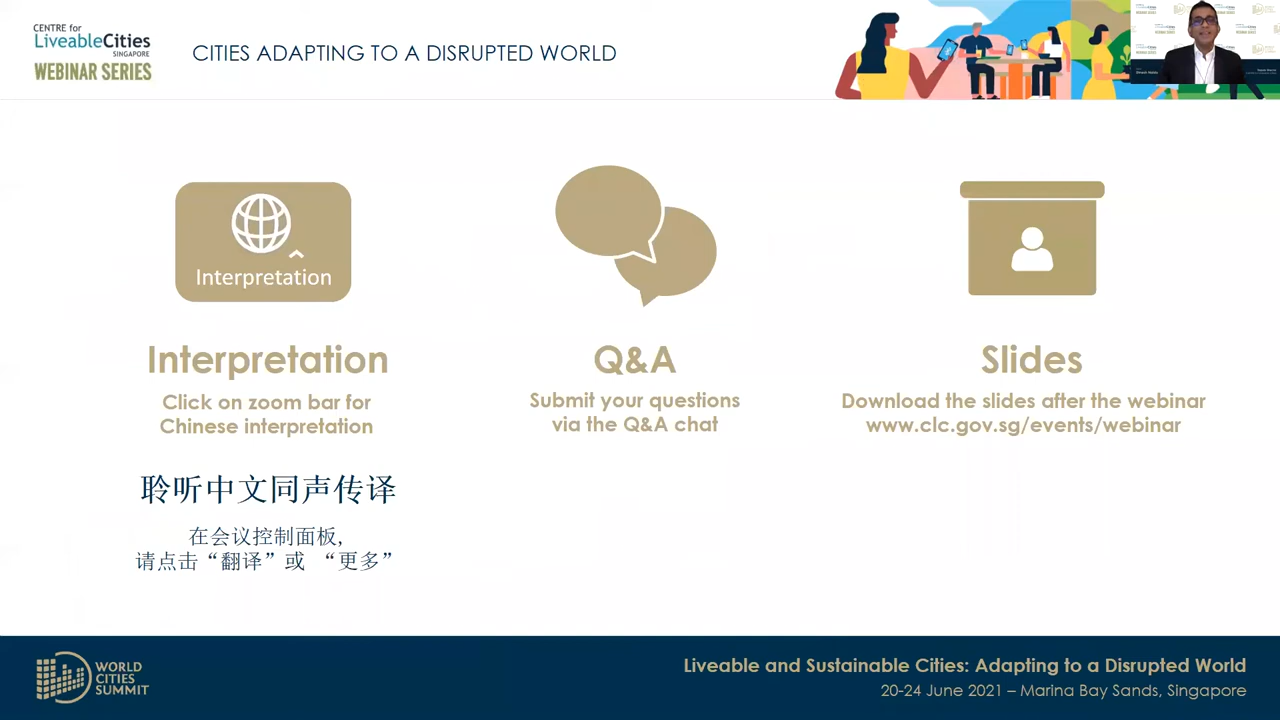 CENTRE for
LiveableCities
SINGAPORE
WEBINAR SERIES
CITIES ADAPTING TO A DISRUPTED WORLD
Interpretation
Interpretation
Click on zoom bar for
Chinese interpretation
聆听中文同声传译
在会议控制面板,
请点击“翻译”或 “更多”
Q&A
Submit your questions
via the Q&A chat
Slides
Download the slides after the webinar
www.clc.gov.sg/events/webinar
WORLD
CITIES
SUMMIT
Liveable and Sustainable Cities: Adapting to a Disrupted World
20-24 June 2021 – Marina Bay Sands, Singapore